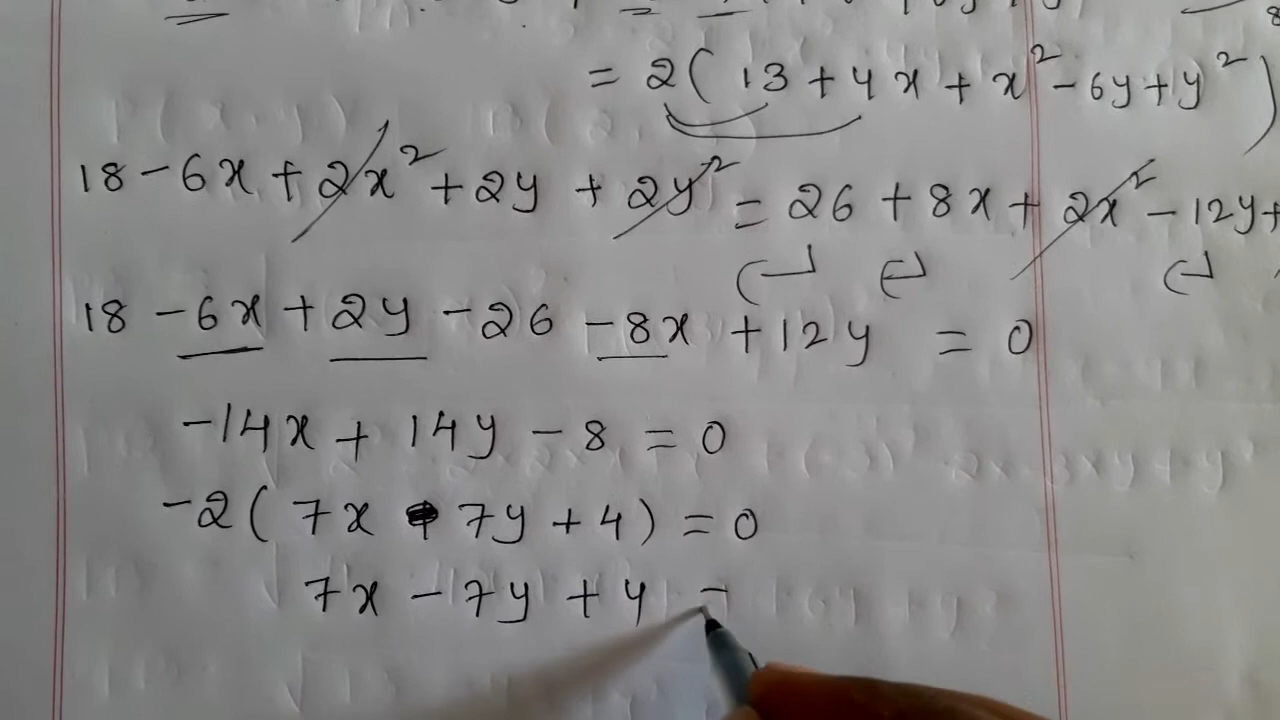 = 2(13 + 4x + x² - 6y + y²)
18 - 6x + 2x² + 2y + 2y² = 26 + 8x + 2x² - 12y +
18 - 6x + 2y - 26 - 8x + 12y = 0
-14x + 14y - 8 = 0
-2(7x - 7y + 4) = 0
7x - 7y + 4 =